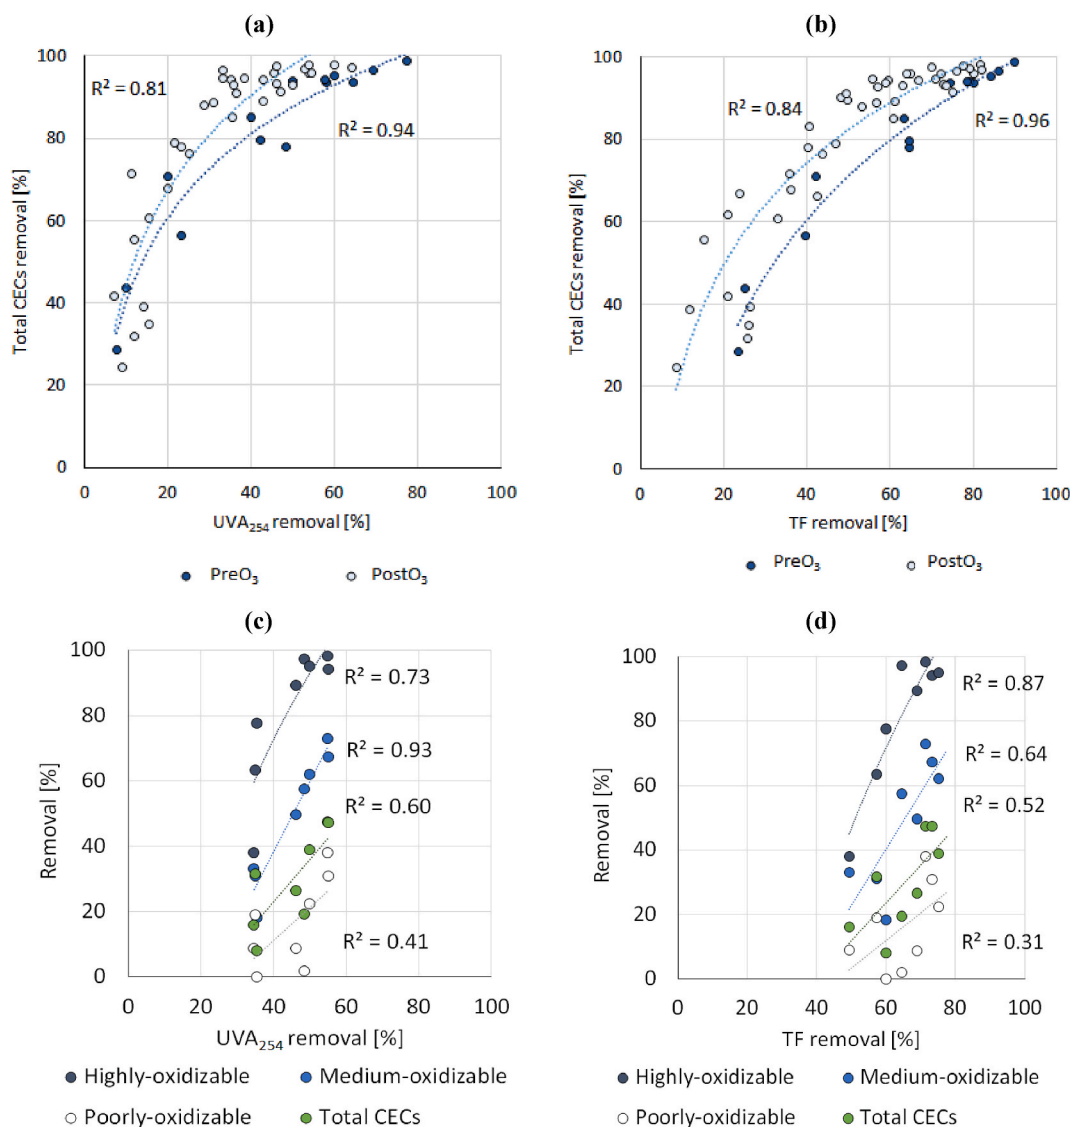 (a)
Total CECs removal [%]
100
80
60
40
20
0
R² = 0.81
R² = 0.94
0 20 40 60 80 100
UVA₂₅₄ removal [%]
PreO₃ PostO₃
(b)
Total CECs removal [%]
100
80
60
40
20
0
R² = 0.84
R² = 0.96
0 20 40 60 80 100
TF removal [%]
PreO₃ PostO₃
(c)
Removal [%]
100
80
60
40
20
0
R² = 0.73
R² = 0.93
R² = 0.60
R² = 0.41
0 20 40 60 80 100
UVA₂₅₄ removal [%]
Highly-oxidizable Medium-oxidizable
Poorly-oxidizable Total CECs
(d)
Removal [%]
100
80
60
40
20
0
R² = 0.87
R² = 0.64
R² = 0.52
R² = 0.31
0 20 40 60 80 100
TF removal [%]
Highly-oxidizable Medium-oxidizable
Poorly-oxidizable Total CECs